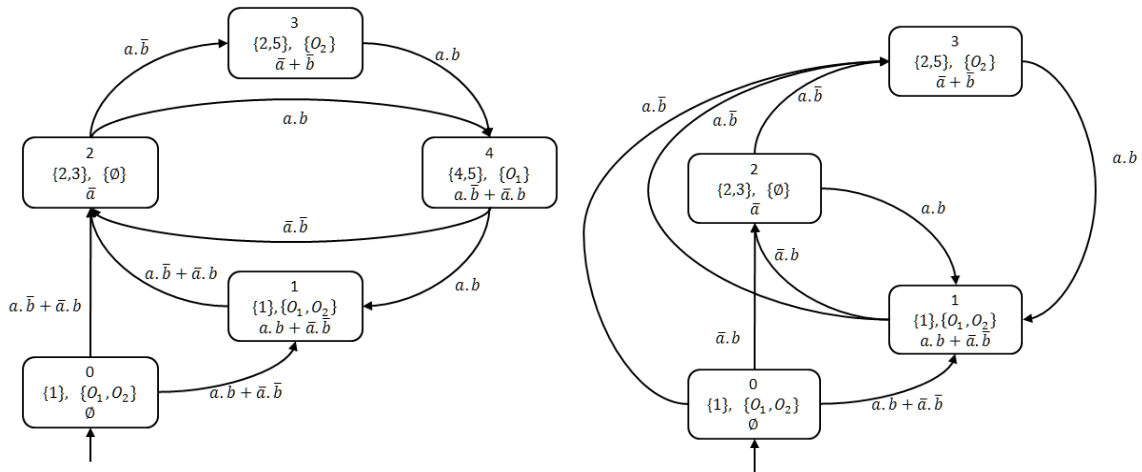 3
{2,5}, {O₂}
ā + b̄
a.b̄
a.b
a.b
2
{2,3}, {Ø}
ā
4
{4,5}, {O₁}
a.b̄ + ā.b
ā.b̄
a.b̄ + ā.b
1
{1},{O₁,O₂}
a.b + ā.b̄
a.b
a.b̄ + ā.b
0
{1}, {O₁,O₂}
Ø
a.b + ā.b̄
3
{2,5}, {O₂}
ā + b̄
a.b̄
a.b̄
a.b̄
a.b
2
{2,3}, {Ø}
ā
a.b
ā.b
1
{1},{O₁,O₂}
a.b + ā.b̄
ā.b
0
{1}, {O₁,O₂}
Ø
a.b + ā.b̄